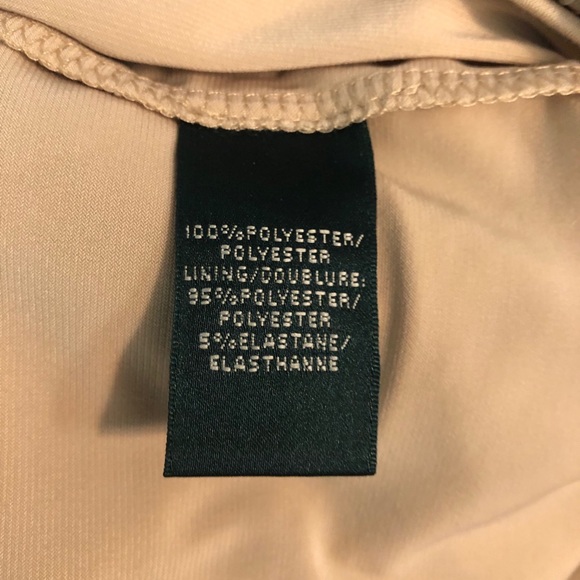 100%POLYESTER/
POLYESTER
LINING/DOUBLURE:
95%POLYESTER/
POLYESTER
5%ELASTANE/
ELASTHANNE